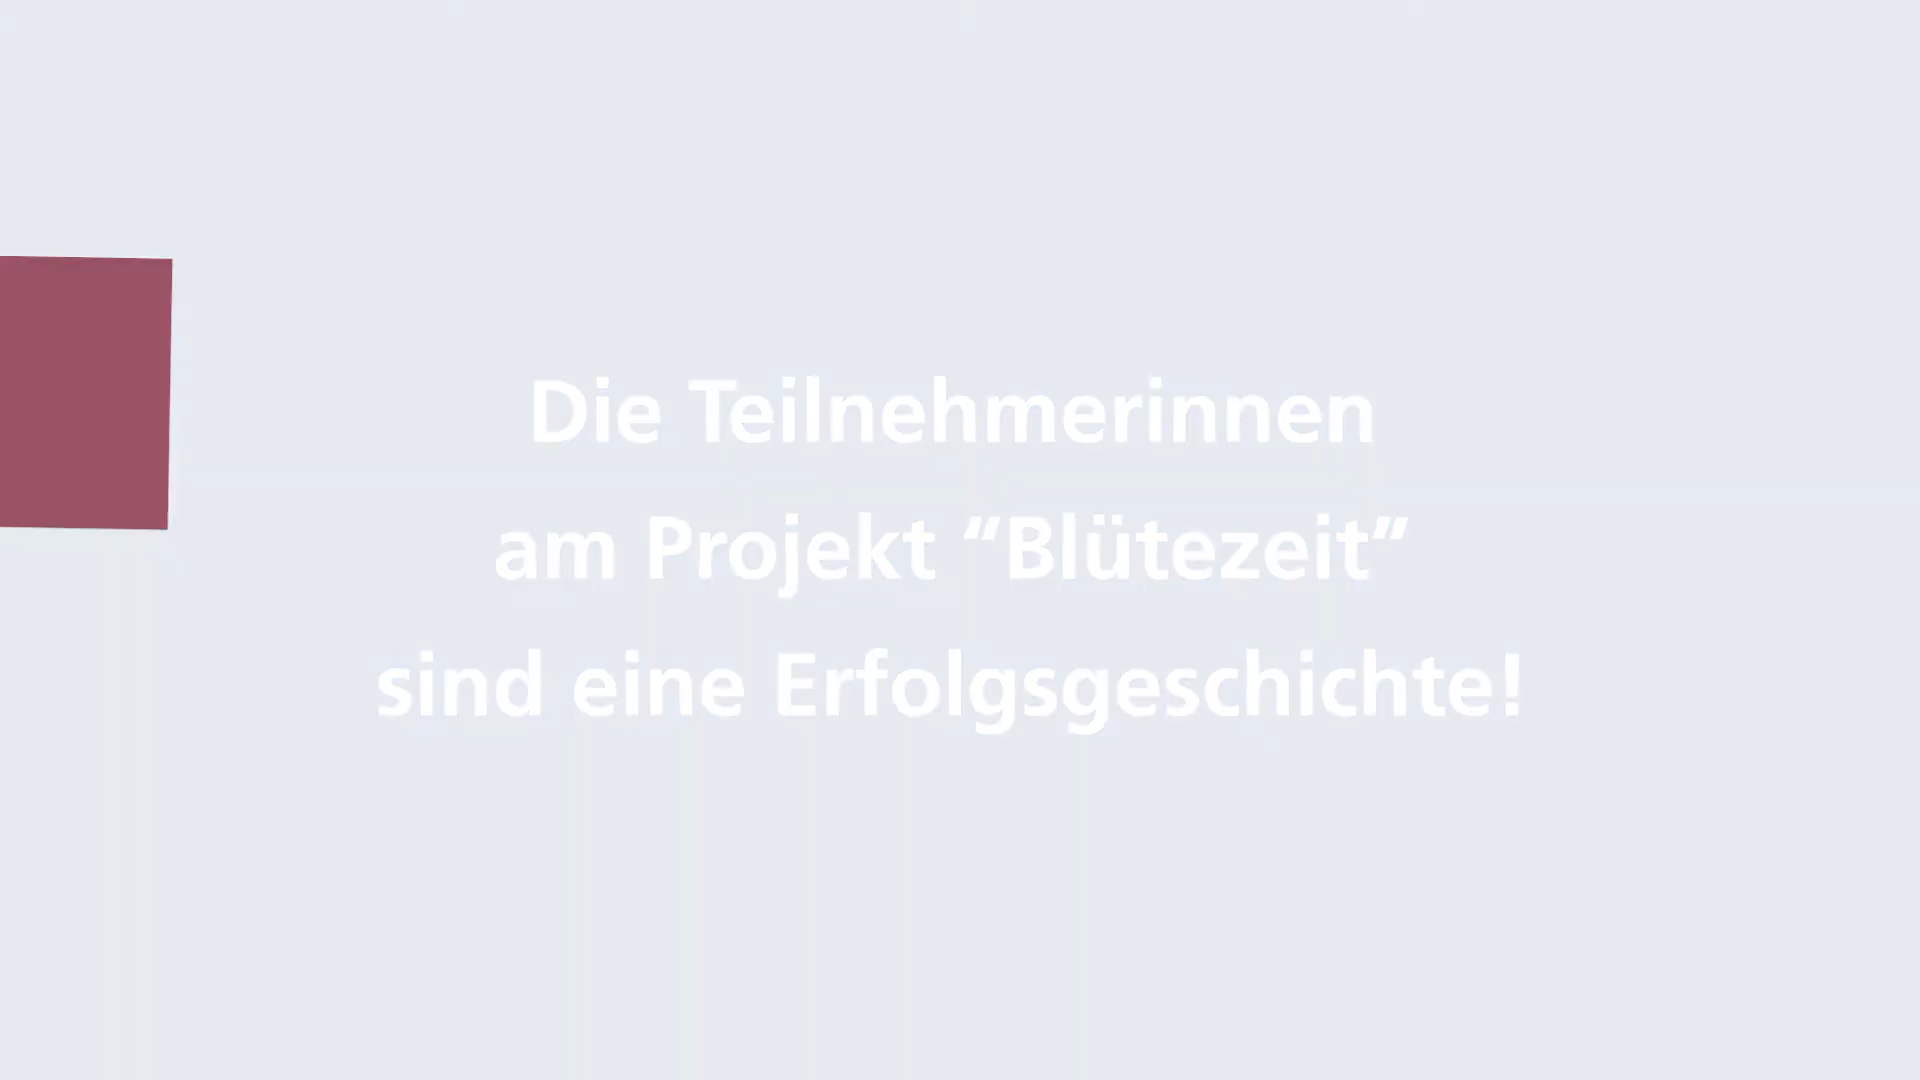 Die Teilnehmerinnen
am Projekt “Blütezeit”
sind eine Erfolgsgeschichte!